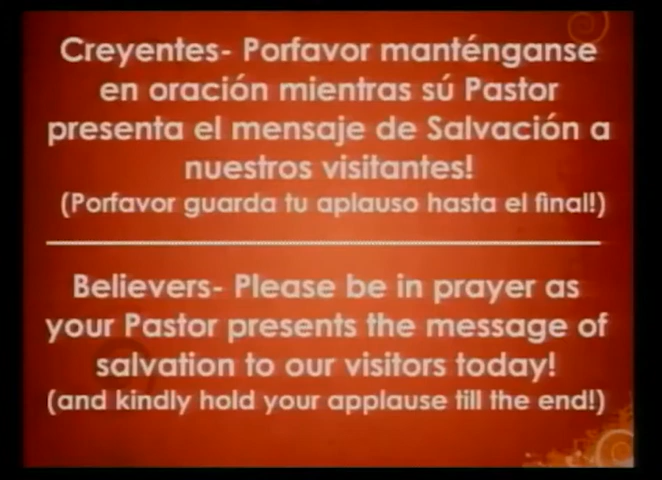 Creyentes- Porfavor manténganse
en oración mientras sú Pastor
presenta el mensaje de Salvación a
nuestros visitantes!
(Porfavor guarda tu aplauso hasta el final!)
Believers- Please be in prayer as
your Pastor presents the message of
salvation to our visitors today!
(and kindly hold your applause till the end!)